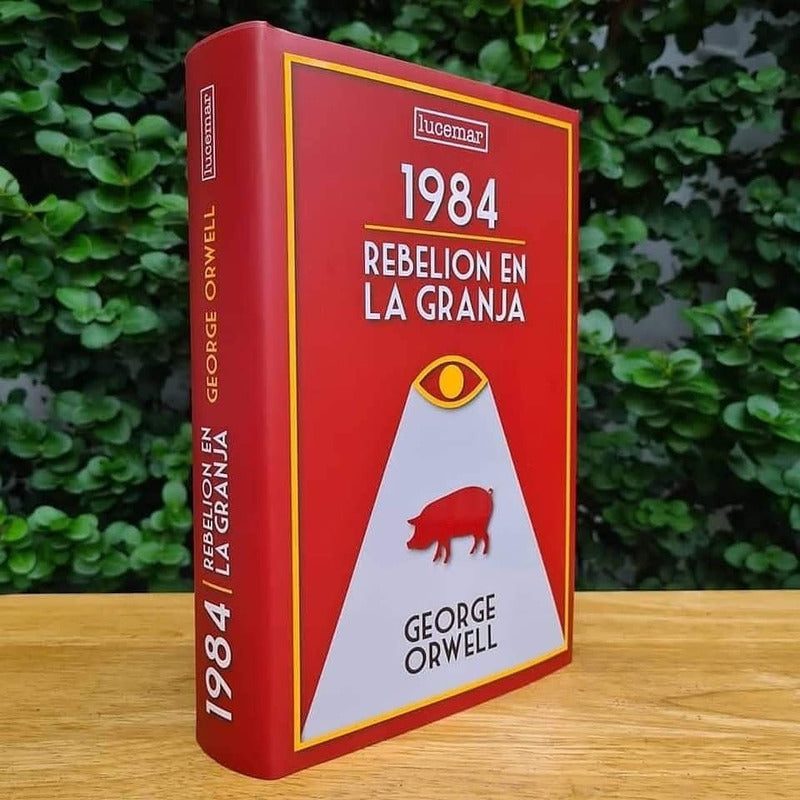 lucemar
1984
REBELION EN
LA GRANJA
GEORGE
ORWELL
1984 | REBELION EN
LA GRANJA
GEORGE ORWELL
lucemar